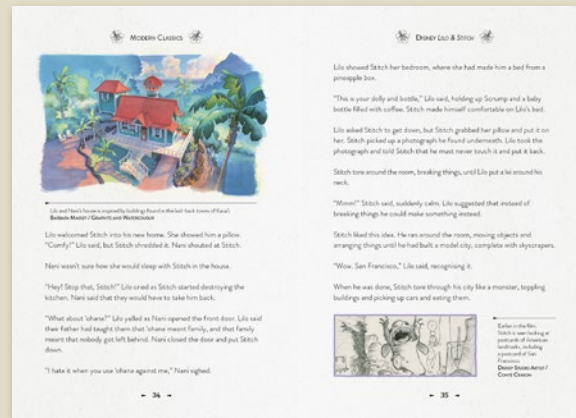 MODERN CLASSICS
Lilo and Nani's house is inspired by buildings found in the laid-back towns of Kaua'i.
BARBARA MASSEY / GRAPHITE AND WATERCOLOUR
Lilo welcomed Stitch into his new home. She showed him a pillow.
"Comfy!" Lilo said, but Stitch shredded it. Nani shouted at Stitch.
Nani wasn't sure how she would sleep with Stitch in the house.
"Hey! Stop that, Stitch!" Lilo cried as Stitch started destroying the
kitchen. Nani said that they would have to take him back.
"What about 'ohana?" Lilo yelled as Nani opened the front door. Lilo said
their father had taught them that 'ohana meant family, and that family
meant that nobody got left behind. Nani closed the door and put Stitch
down.
"I hate it when you use 'ohana against me," Nani sighed.
34
DISNEY LILO & STITCH
Lilo showed Stitch her bedroom, where she had made him a bed from a
pineapple box.
"This is your dolly and bottle," Lilo said, holding up Scrump and a baby
bottle filled with coffee. Stitch made himself comfortable on Lilo's bed.
Lilo asked Stitch to get down, but Stitch grabbed her pillow and put it on
her. Stitch picked up a photograph he found underneath. Lilo took the
photograph and told Stitch that he must never touch it and put it back.
Stitch tore around the room, breaking things, until Lilo put a lei around his
neck.
"Mmm!" Stitch said, suddenly calm. Lilo suggested that instead of
breaking things he could make something instead.
Stitch liked this idea. He ran around the room, moving objects and
arranging things until he had built a model city, complete with skyscrapers.
"Wow. San Francisco," Lilo said, recognising it.
When he was done, Stitch tore through his city like a monster, toppling
buildings and picking up cars and eating them.
Earlier in the film,
Stitch is seen looking at
postcards of American
landmarks, including
a postcard of San
Francisco.
DISNEY STUDIO ARTIST /
CONTÉ CRAYON
35